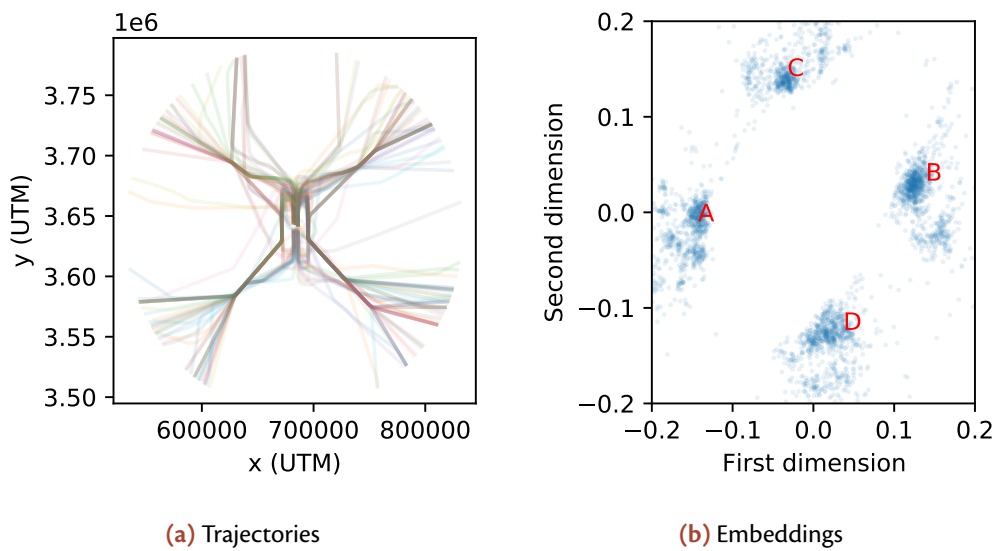 1e6
3.75
3.70
3.65
3.60
3.55
3.50
y (UTM)
600000 700000 800000
x (UTM)
(a) Trajectories
0.2
0.1
0.0
−0.1
−0.2
Second dimension
C
B
A
D
−0.2 −0.1 0.0 0.1 0.2
First dimension
(b) Embeddings